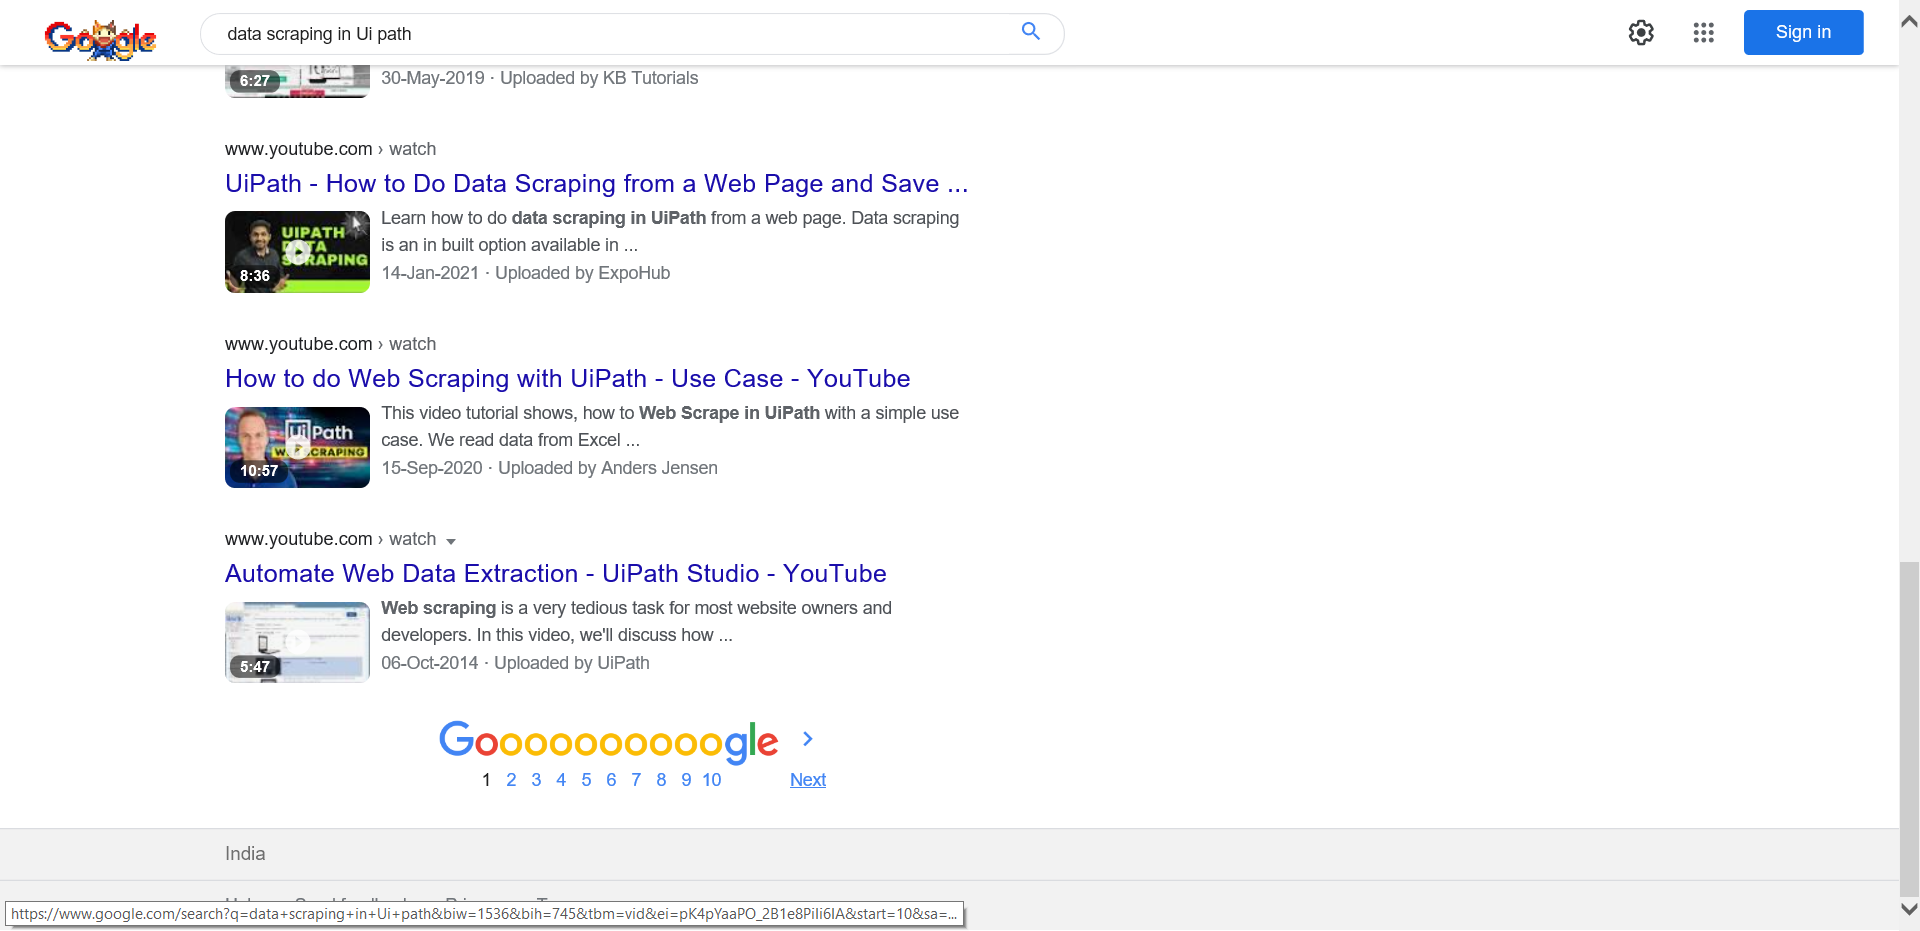 Google
data scraping in Ui path
Sign in
6:27
30-May-2019 · Uploaded by KB Tutorials
www.youtube.com › watch
UiPath - How to Do Data Scraping from a Web Page and Save ...
UIPATH
DATA
SCRAPING
8:36
Learn how to do data scraping in UiPath from a web page. Data scraping
is an in built option available in ...
14-Jan-2021 · Uploaded by ExpoHub
www.youtube.com › watch
How to do Web Scraping with UiPath - Use Case - YouTube
Ui Path
WEB SCRAPING
10:57
This video tutorial shows, how to Web Scrape in UiPath with a simple use
case. We read data from Excel ...
15-Sep-2020 · Uploaded by Anders Jensen
www.youtube.com › watch
Automate Web Data Extraction - UiPath Studio - YouTube
5:47
Web scraping is a very tedious task for most website owners and
developers. In this video, we'll discuss how ...
06-Oct-2014 · Uploaded by UiPath
Goooooooooogle >
1 2 3 4 5 6 7 8 9 10 Next
India
https://www.google.com/search?q=data+scraping+in+Ui+path&biw=1536&bih=745&tbm=vid&ei=pK4pYaaPO_2B1e8PiIi6IA&start=10&sa=...